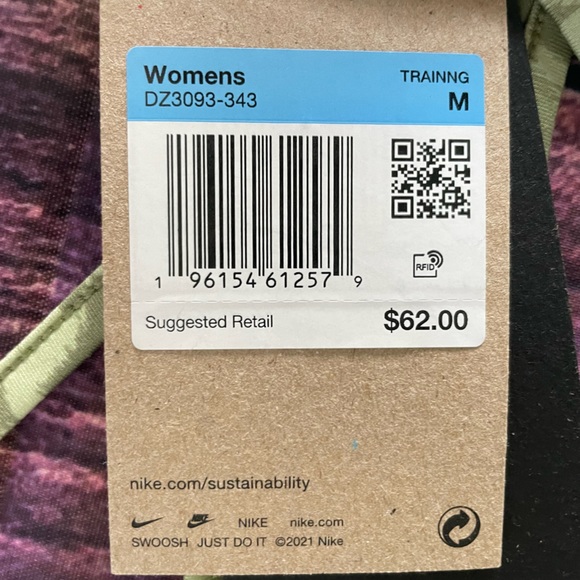 Womens TRAINNG
DZ3093-343 M
1 96154 61257 9
RFID
Suggested Retail $62.00
nike.com/sustainability
NIKE nike.com
SWOOSH JUST DO IT ©2021 Nike